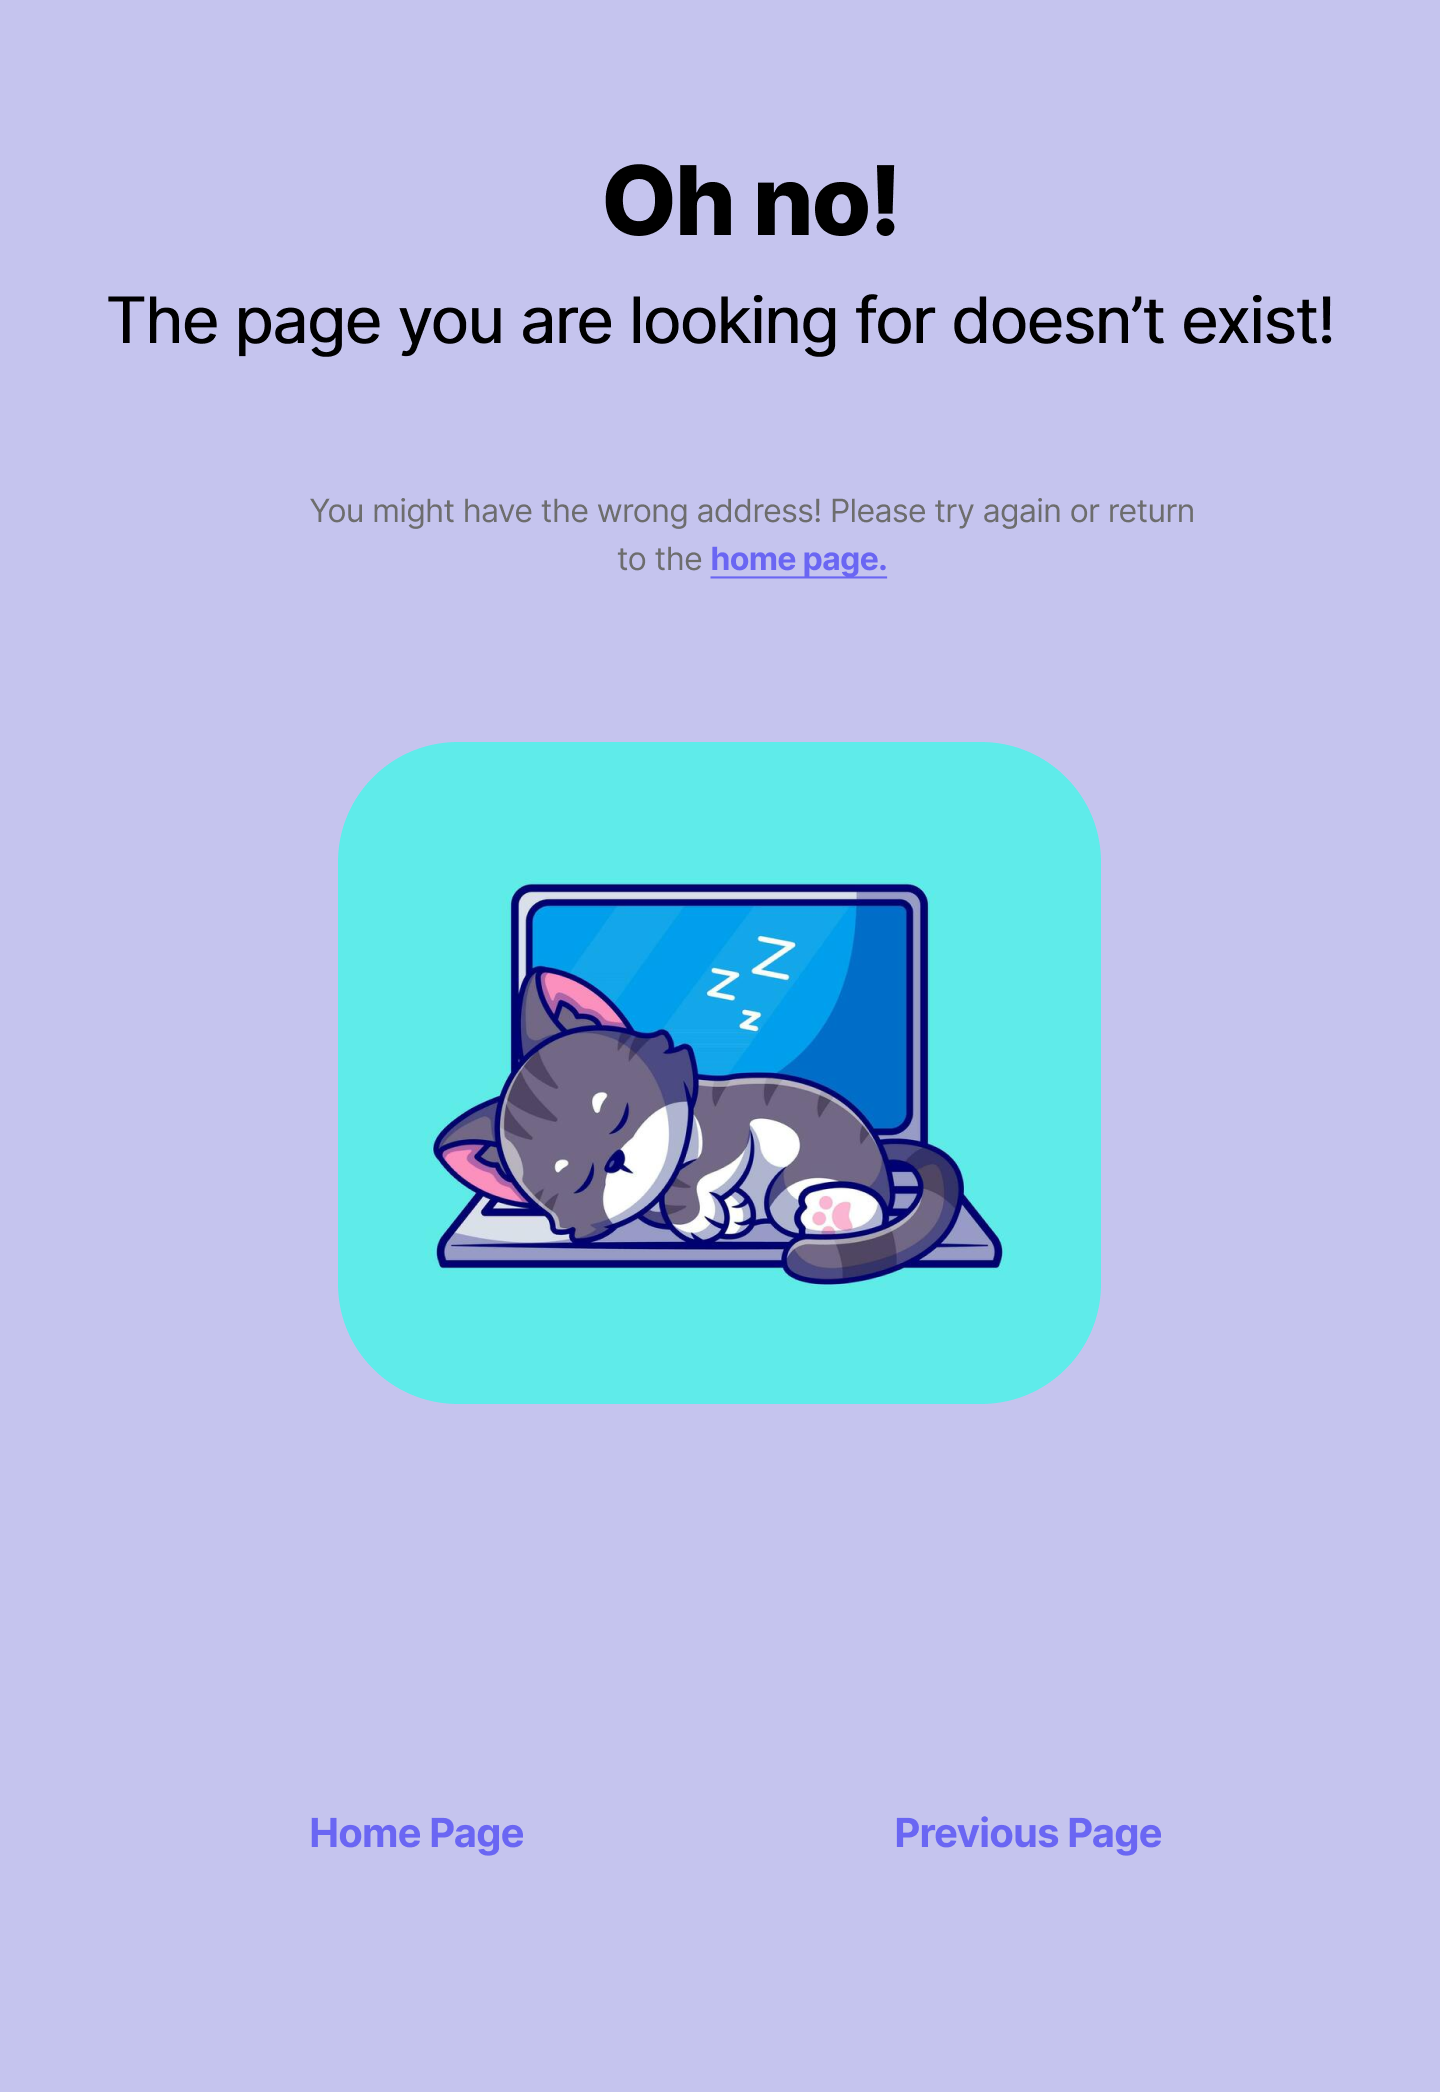 Oh no!
The page you are looking for doesn’t exist!
You might have the wrong address! Please try again or return
to the home page.
Z
Z
z
Home Page
Previous Page